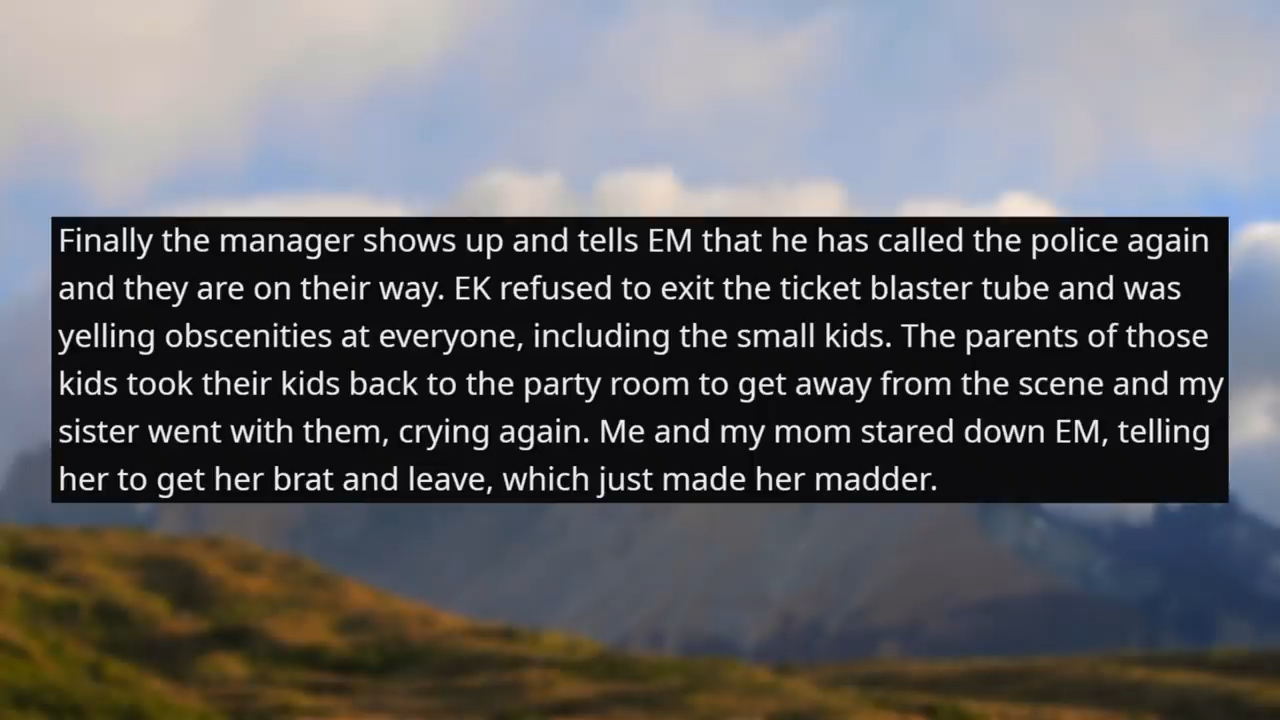 Finally the manager shows up and tells EM that he has called the police again
and they are on their way. EK refused to exit the ticket blaster tube and was
yelling obscenities at everyone, including the small kids. The parents of those
kids took their kids back to the party room to get away from the scene and my
sister went with them, crying again. Me and my mom stared down EM, telling
her to get her brat and leave, which just made her madder.